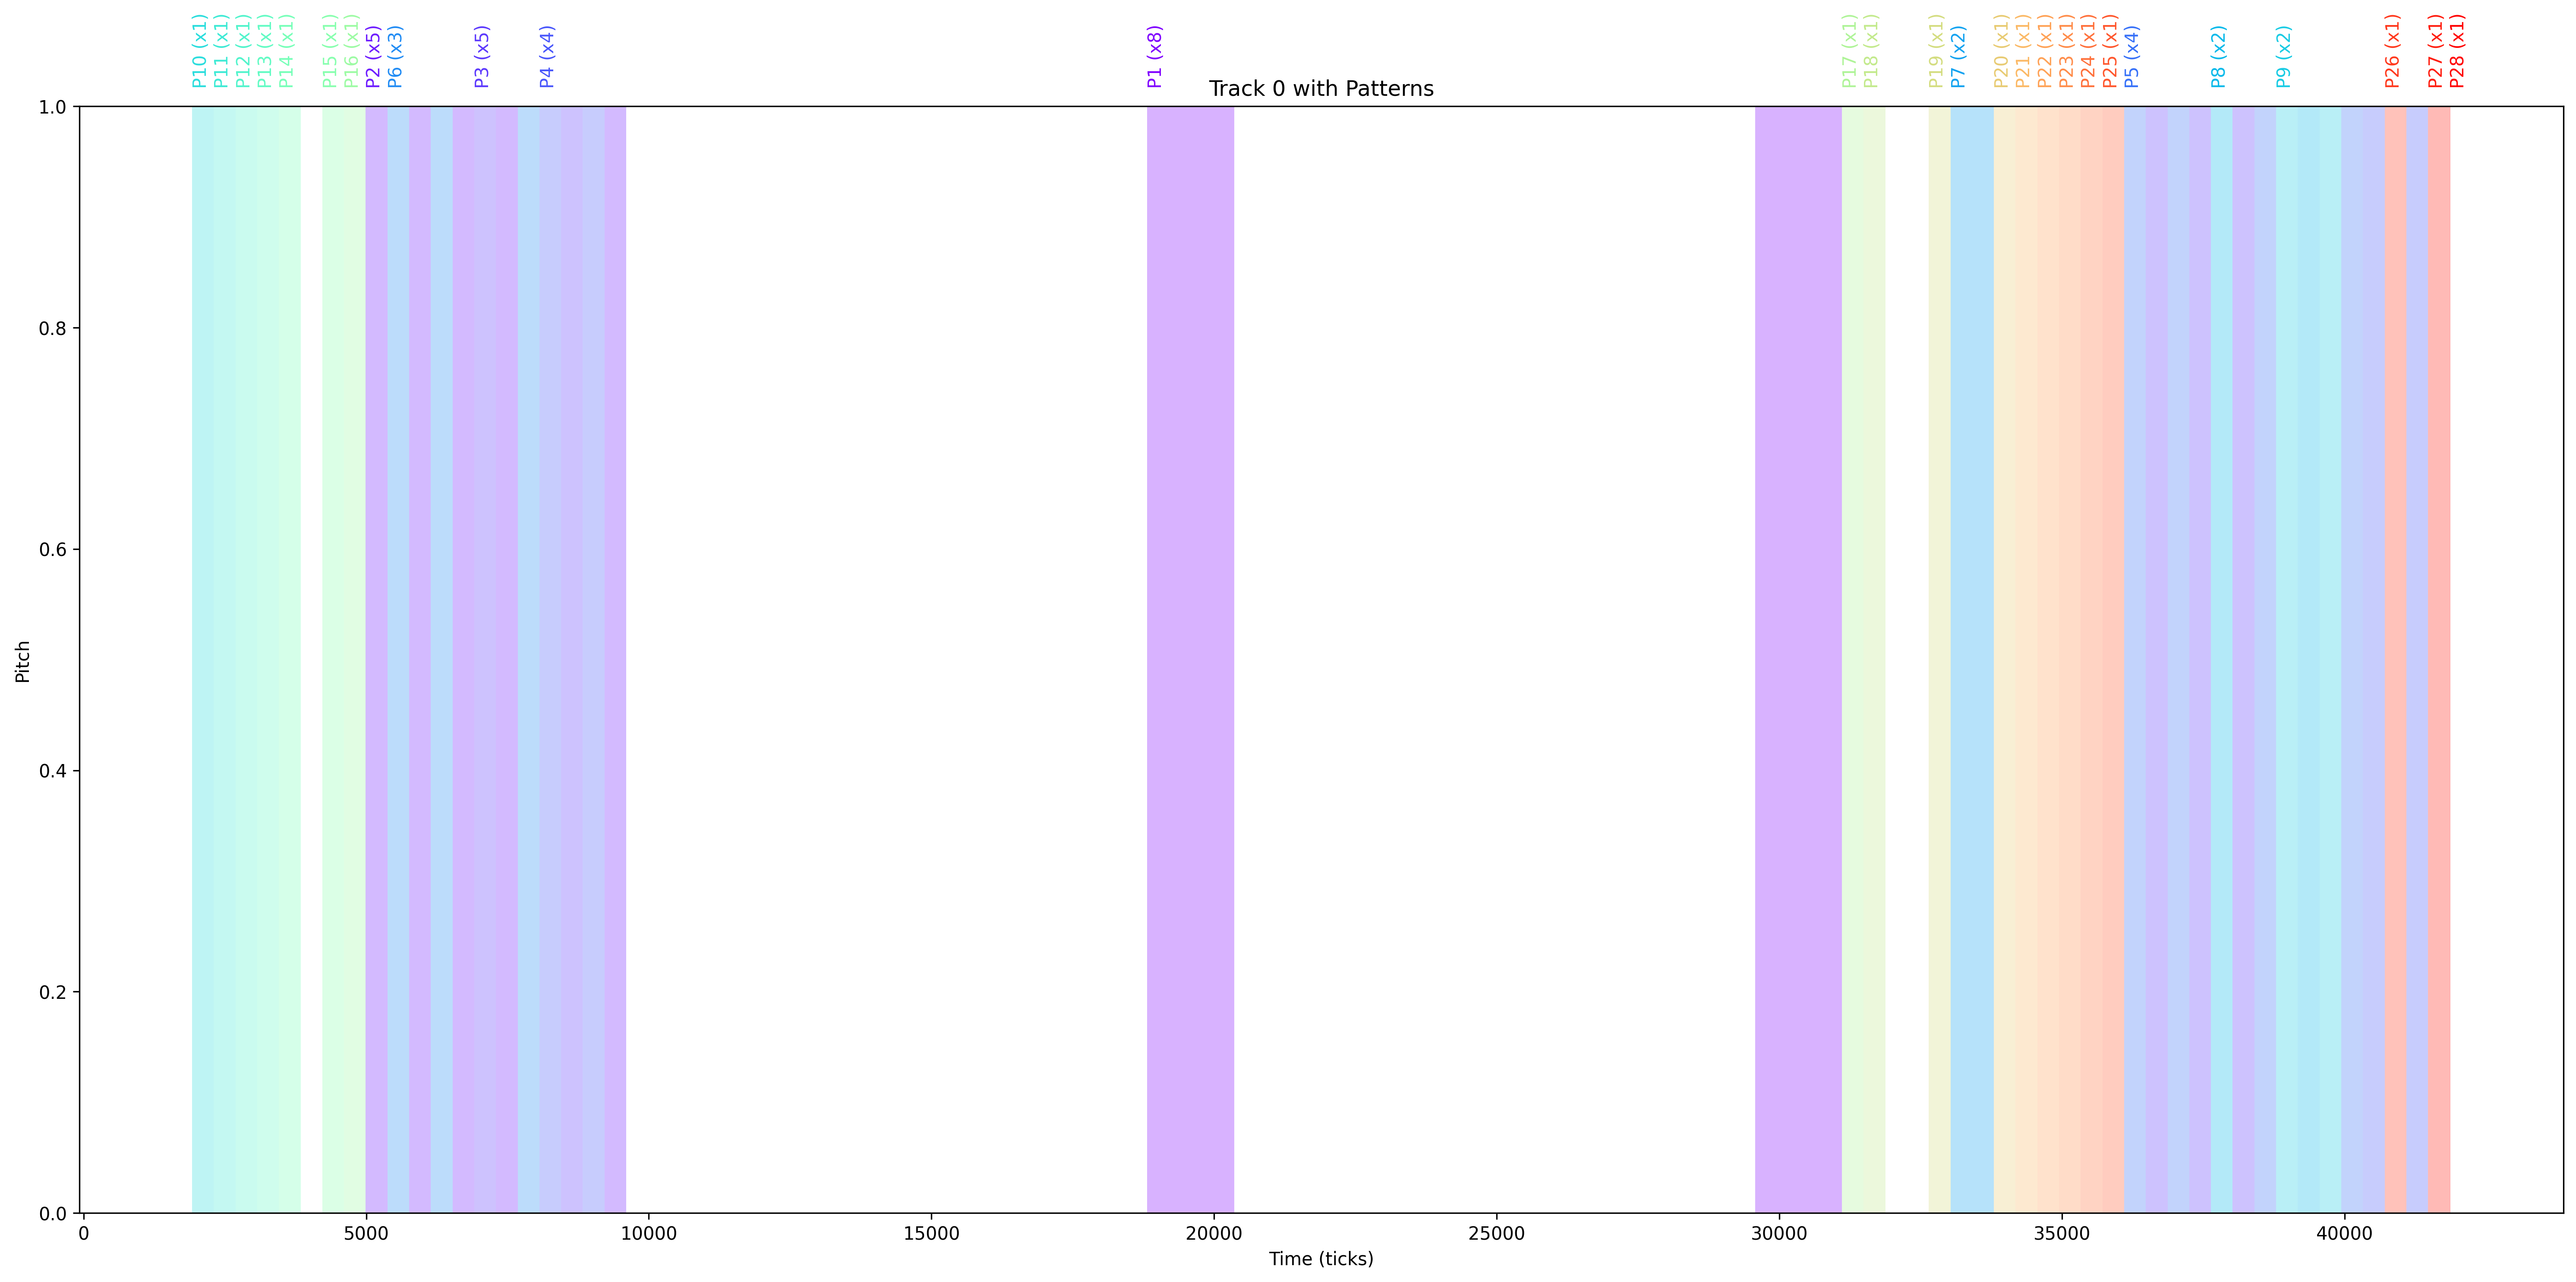 P10 (x1)
P11 (x1)
P12 (x1)
P13 (x1)
P14 (x1)
P15 (x1)
P16 (x1)
P2 (x5)
P6 (x3)
P3 (x5)
P4 (x4)
P1 (x8)
P17 (x1)
P18 (x1)
P19 (x1)
P7 (x2)
P20 (x1)
P21 (x1)
P22 (x1)
P23 (x1)
P24 (x1)
P25 (x1)
P5 (x4)
P8 (x2)
P9 (x2)
P26 (x1)
P27 (x1)
P28 (x1)
Track 0 with Patterns
1.0
0.8
0.6
0.4
0.2
0.0
Pitch
0 5000 10000 15000 20000 25000 30000 35000 40000
Time (ticks)